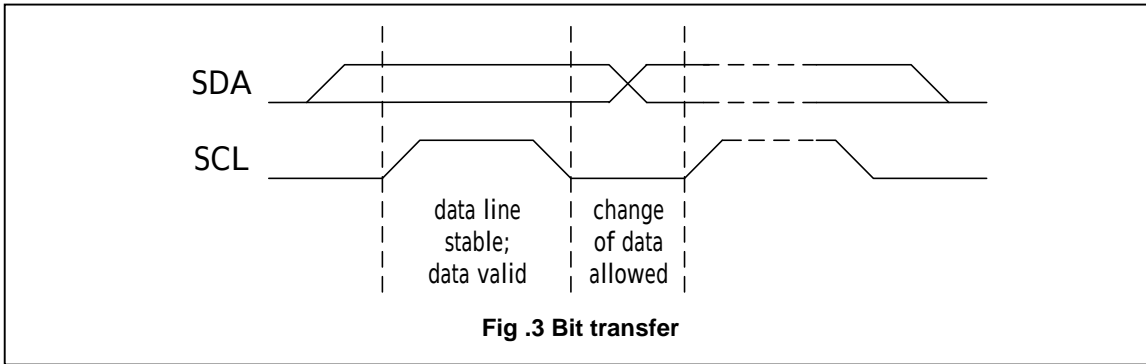 SDA
SCL
data line
stable;
data valid
change
of data
allowed
Fig .3 Bit transfer